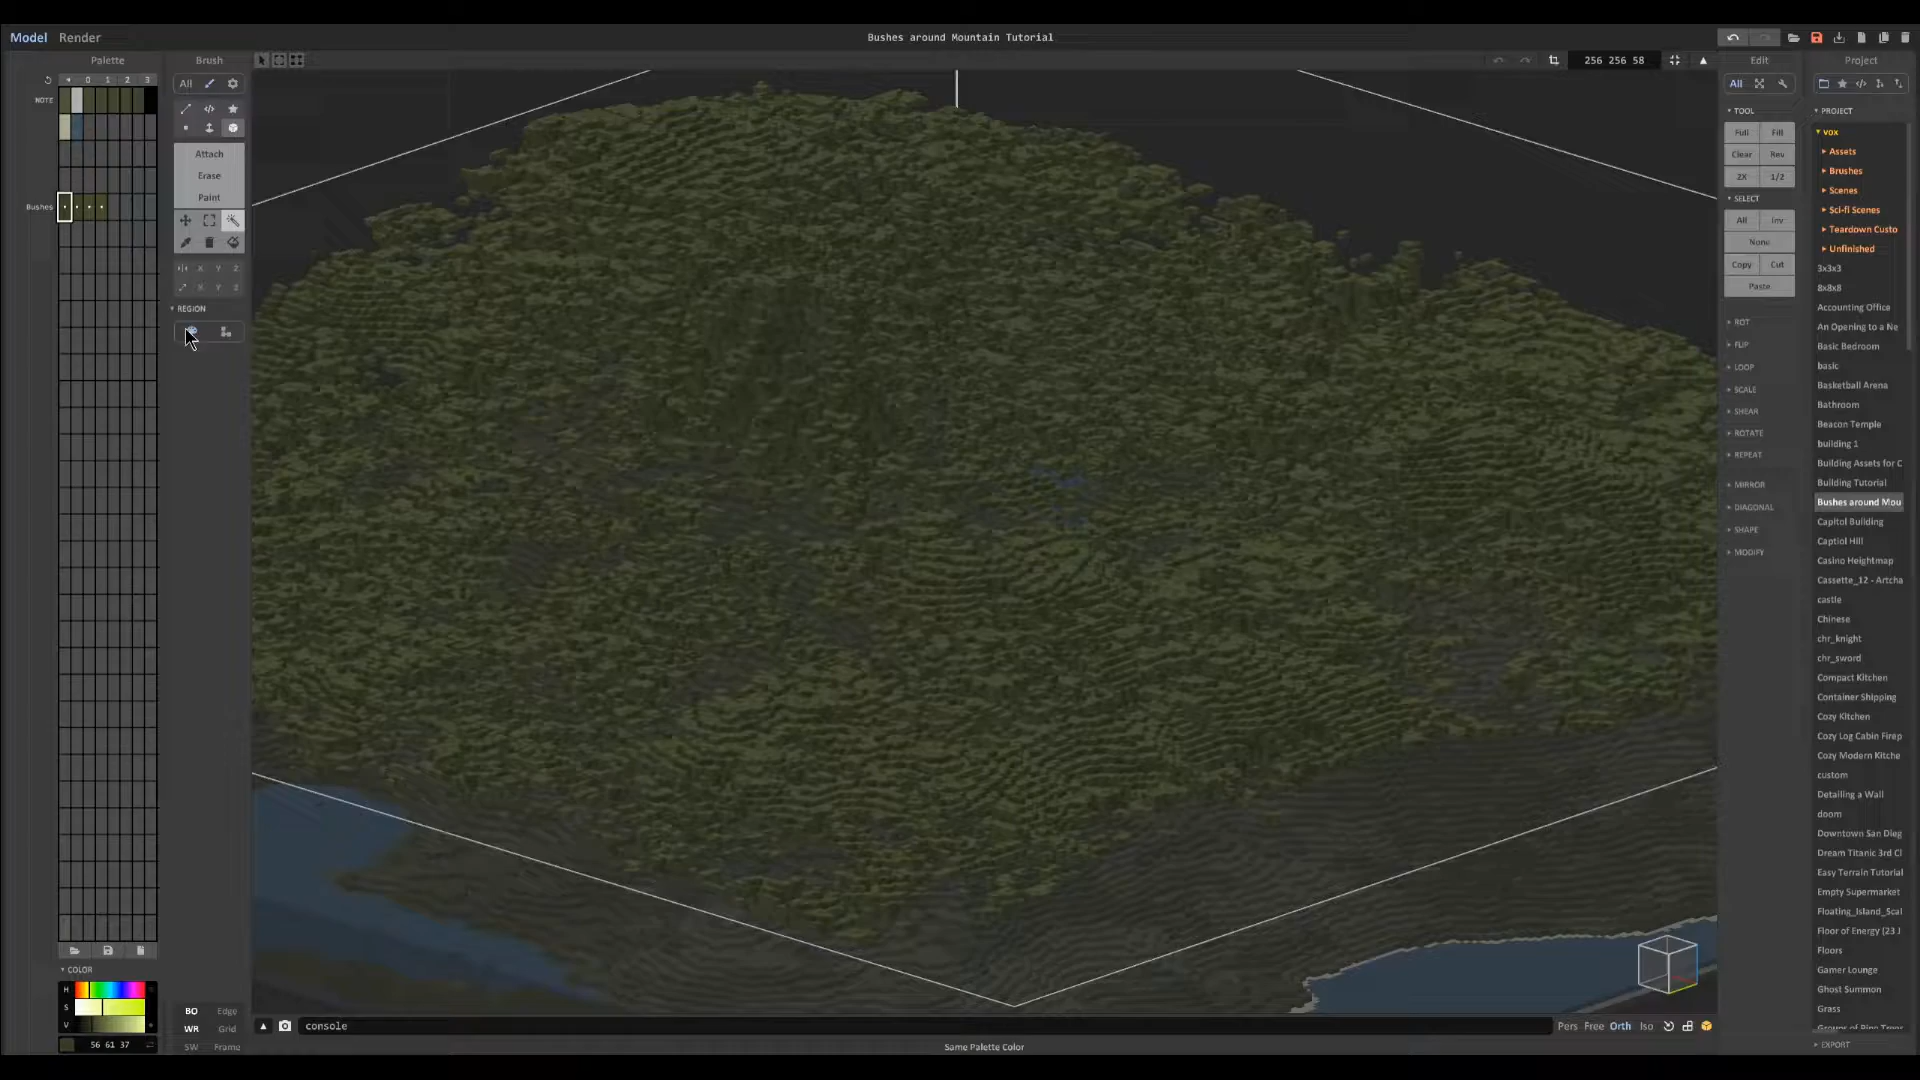 Model Render
Bushes around Mountain Tutorial
Palette
0 1 2 3
NOTE
Bushes
COLOR
H
S
V
56 61 37
Brush
All
Attach
Erase
Paint
X Y Z
X Y Z
REGION
BO Edge
WR Grid
SW Frame
256 256 58
console
Pers Free Orth Iso
Same Palette Color
Edit
All
TOOL
Full Fill
Clear Rev
2X 1/2
SELECT
All Inv
None
Copy Cut
Paste
ROT
FLIP
LOOP
SCALE
SHEAR
ROTATE
REPEAT
MIRROR
DIAGONAL
SHAPE
MODIFY
Project
PROJECT
vox
Assets
Brushes
Scenes
Sci-fi Scenes
Teardown Custo
Unfinished
3x3x3
8x8x8
Accounting Office
An Opening to a Ne
Basic Bedroom
basic
Basketball Arena
Bathroom
Beacon Temple
building 1
Building Assets for C
Building Tutorial
Bushes around Mou
Capitol Building
Captiol Hill
Casino Heightmap
Cassette_12 - Artcha
castle
Chinese
chr_knight
chr_sword
Compact Kitchen
Container Shipping
Cozy Kitchen
Cozy Log Cabin Firep
Cozy Modern Kitche
custom
Detailing a Wall
doom
Downtown San Dieg
Dream Titanic 3rd Cl
Easy Terrain Tutorial
Empty Supermarket
Floating_Island_Scal
Floor of Energy (23 J
Floors
Gamer Lounge
Ghost Summon
Grass
Groups of Pine Trees
EXPORT